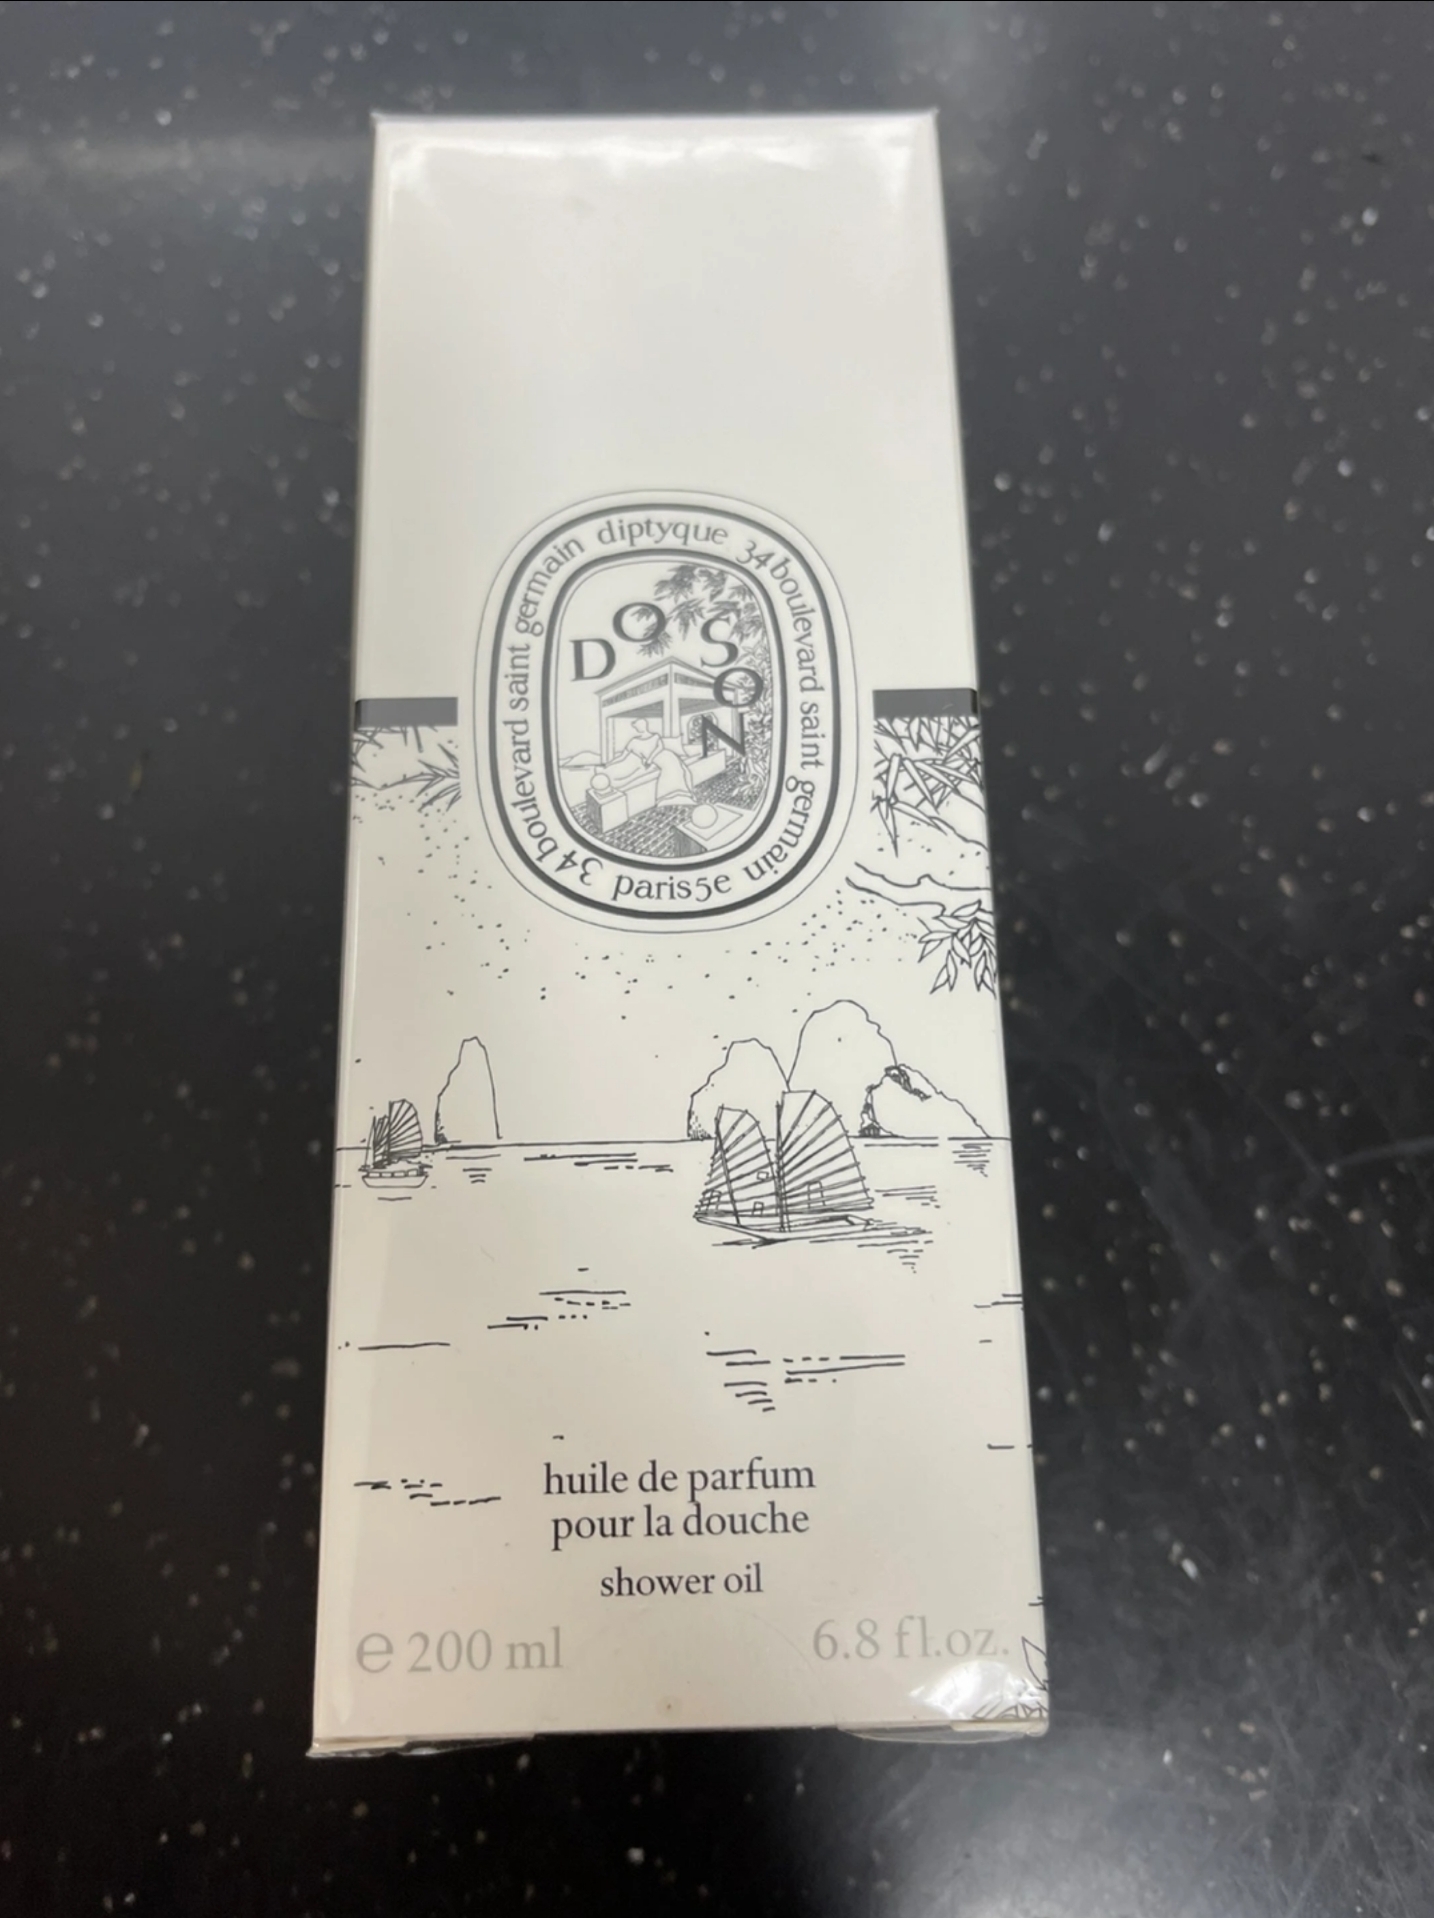 diptyque 34 boulevard saint germain paris5e 34 boulevard saint germain
DO SON
huile de parfum
pour la douche
shower oil
℮ 200 ml
6.8 fl.oz.